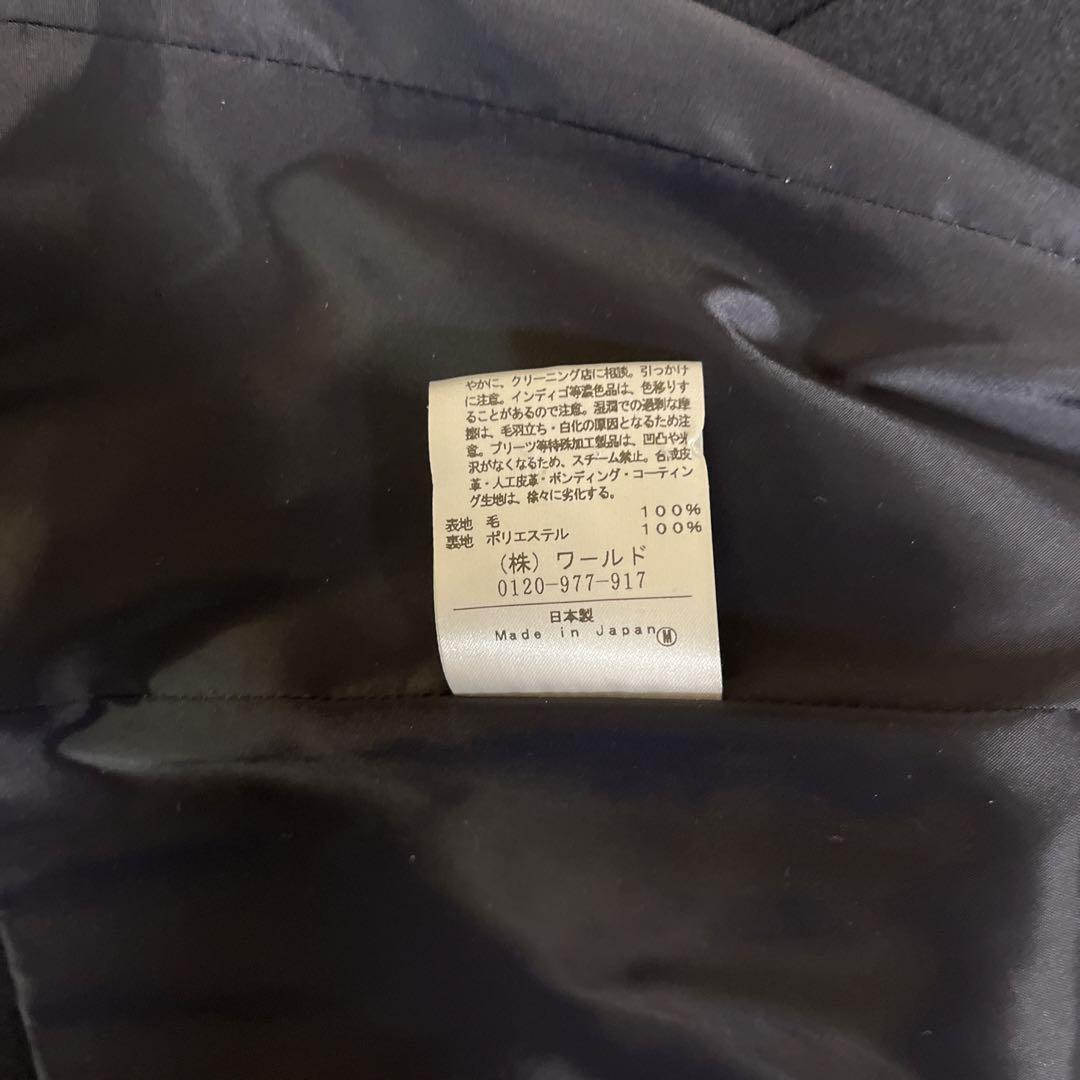 やかに、クリーニング店に相談。引っかけ
に注意。インディゴ等濃色品は、色移りす
ることがあるので注意。湿潤での過剰な摩
擦は、毛羽立ち・白化の原因となるため注
意。プリーツ等特殊加工製品は、凹凸や光
沢がなくなるため、スチーム禁止。合成皮
革・人工皮革・ボンディング・コーティン
グ生地は、徐々に劣化する。
表地 毛 100%
裏地 ポリエステル 100%
(株) ワールド
0120-977-917
日本製
Made in Japan Ⓜ